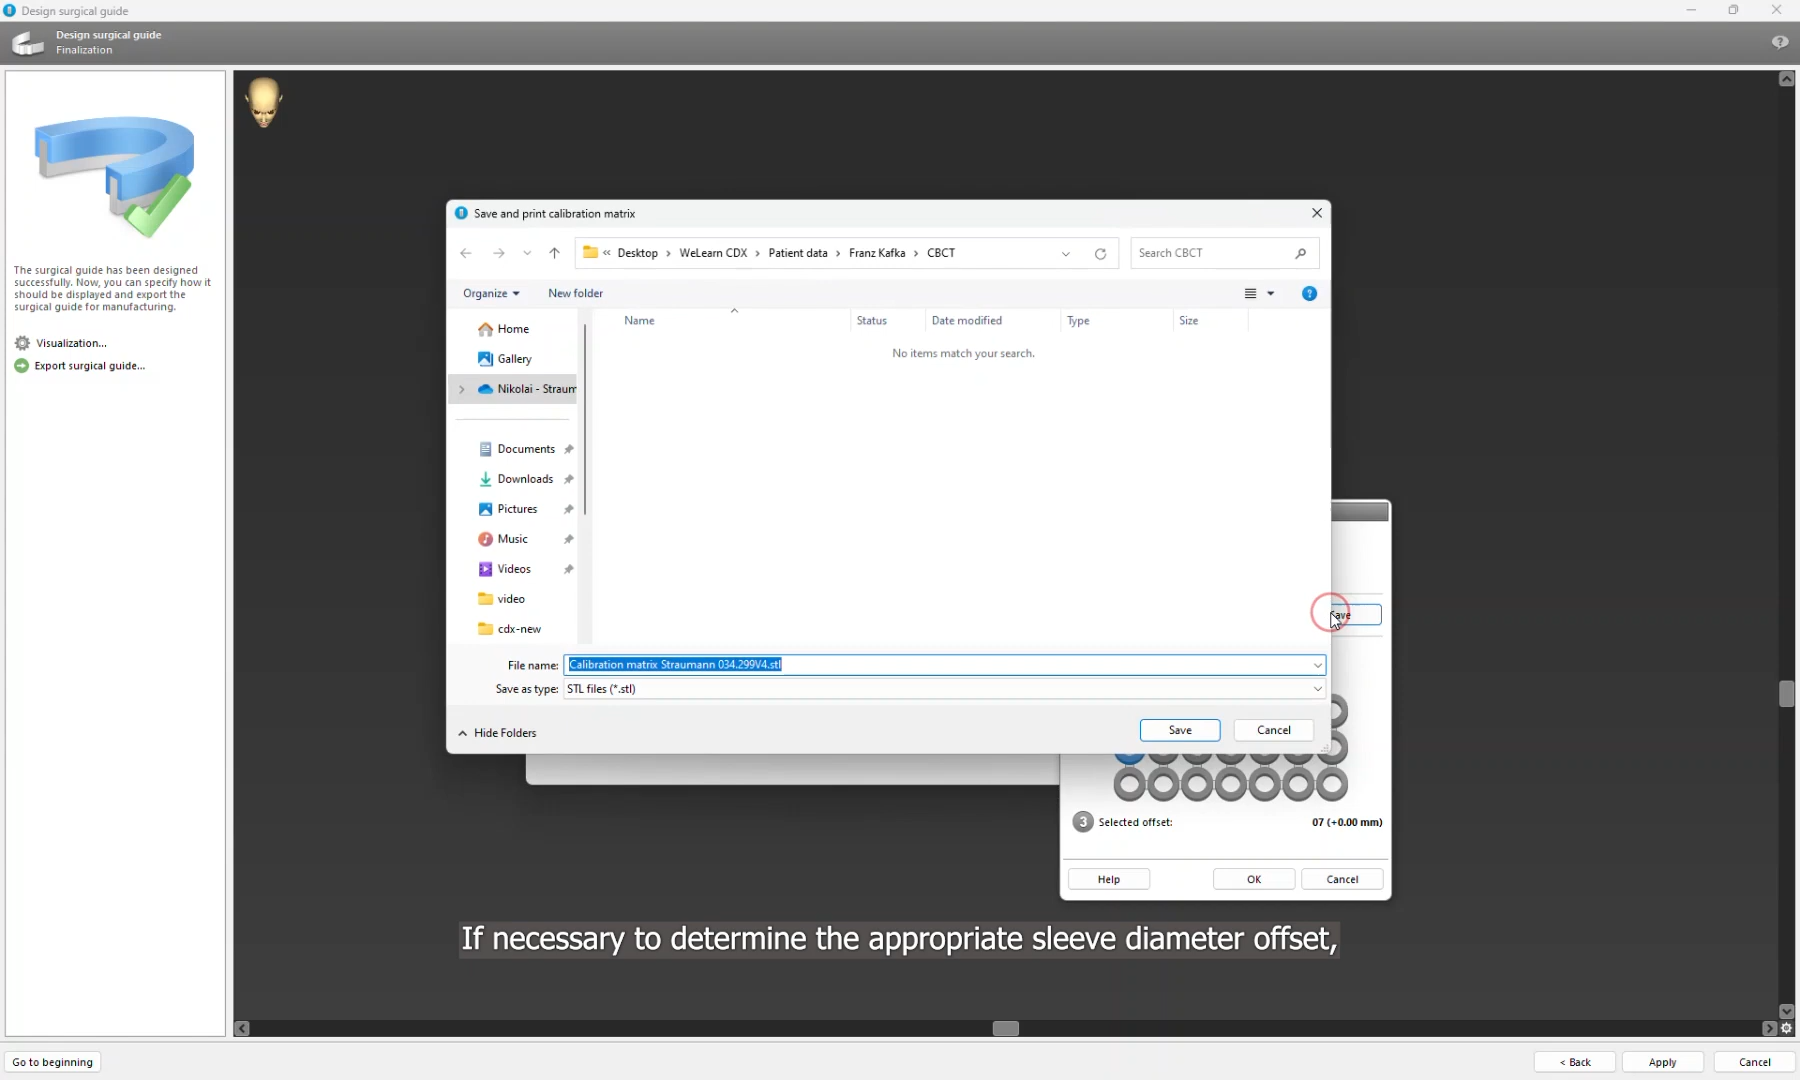 Design surgical guide
Design surgical guide
Finalization
The surgical guide has been designed
successfully. Now, you can specify how it
should be displayed and export the
surgical guide for manufacturing.
Visualization...
Export surgical guide...
Save and print calibration matrix
« Desktop > WeLearn CDX > Patient data > Franz Kafka > CBCT
Search CBCT
Organize
New folder
Name
Status
Date modified
Type
Size
No items match your search.
Home
Gallery
Nikolai - Straum
Documents
Downloads
Pictures
Music
Videos
video
cdx-new
File name: Calibration matrix Straumann 034.299V4.stl
Save as type: STL files (*.stl)
Hide Folders
Save
Cancel
3 Selected offset: 07 (+0.00 mm)
Help
OK
Cancel
If necessary to determine the appropriate sleeve diameter offset,
Go to beginning
< Back
Apply
Cancel